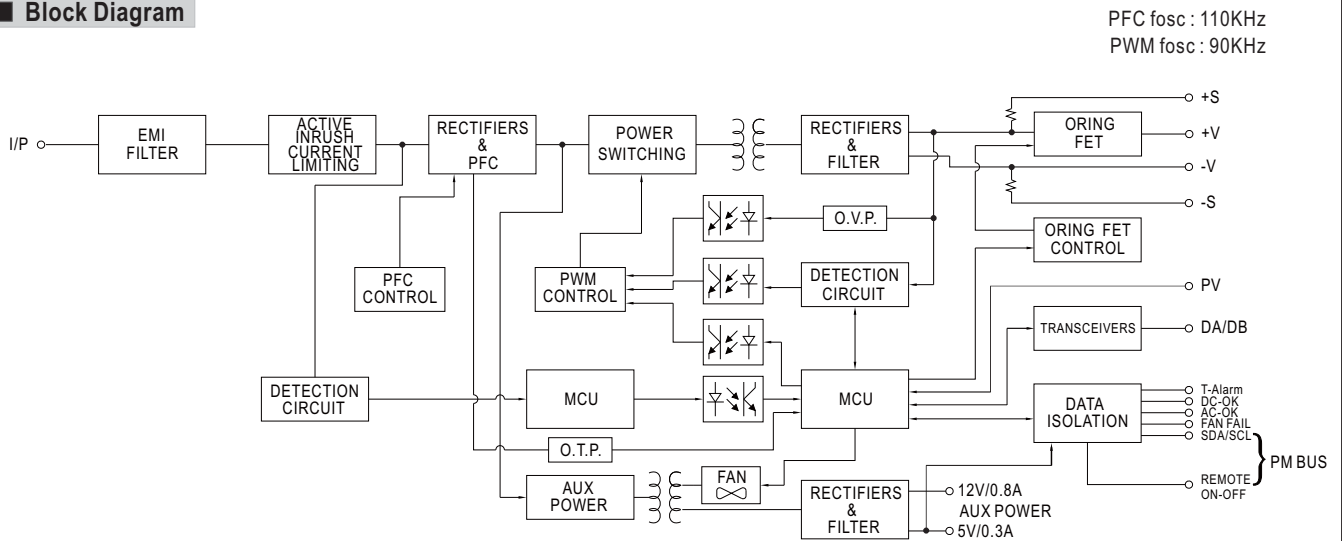 ■ Block Diagram
PFC fosc : 110KHz
PWM fosc : 90KHz
I/P
EMI
FILTER
ACTIVE
INRUSH
CURRENT
LIMITING
RECTIFIERS
&
PFC
POWER
SWITCHING
RECTIFIERS
&
FILTER
ORING
FET
+S
+V
-V
-S
O.V.P.
ORING FET
CONTROL
PFC
CONTROL
PWM
CONTROL
DETECTION
CIRCUIT
PV
TRANSCEIVERS
DA/DB
DETECTION
CIRCUIT
MCU
MCU
DATA
ISOLATION
T-Alarm
DC-OK
AC-OK
FAN FAIL
SDA/SCL
PM BUS
REMOTE
ON-OFF
O.T.P.
AUX
POWER
FAN
RECTIFIERS
&
FILTER
12V/0.8A
AUX POWER
5V/0.3A